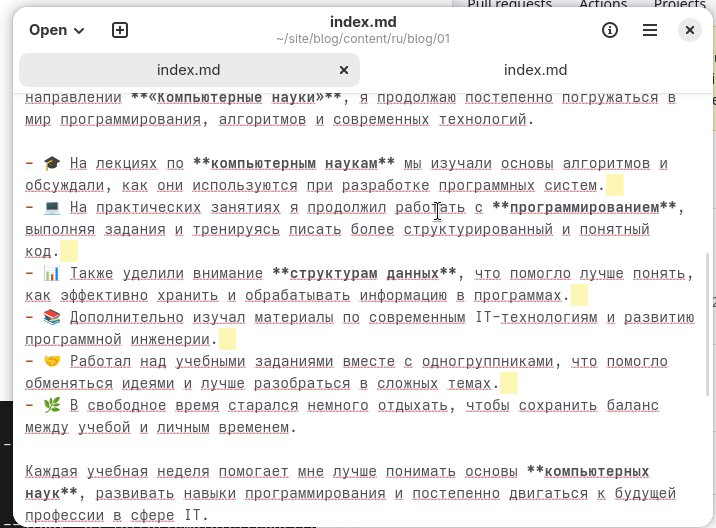 Pull requests Actions Projects
Open index.md
~/site/blog/content/ru/blog/01
index.md index.md
направлении **«Компьютерные науки»**, я продолжаю постепенно погружаться в
мир программирования, алгоритмов и современных технологий.
- 🎓 На лекциях по **компьютерным наукам** мы изучали основы алгоритмов и
обсуждали, как они используются при разработке программных систем.
- 💻 На практических занятиях я продолжил работать с **программированием**,
выполняя задания и тренируясь писать более структурированный и понятный
код.
- 📊 Также уделили внимание **структурам данных**, что помогло лучше понять,
как эффективно хранить и обрабатывать информацию в программах.
- 📚 Дополнительно изучал материалы по современным IT-технологиям и развитию
программной инженерии.
- 🤝 Работал над учебными заданиями вместе с одногруппниками, что помогло
обменяться идеями и лучше разобраться в сложных темах.
- 🌿 В свободное время старался немного отдыхать, чтобы сохранить баланс
между учебой и личным временем.
Каждая учебная неделя помогает мне лучше понимать основы **компьютерных
наук**, развивать навыки программирования и постепенно двигаться к будущей
профессии в сфере IT.